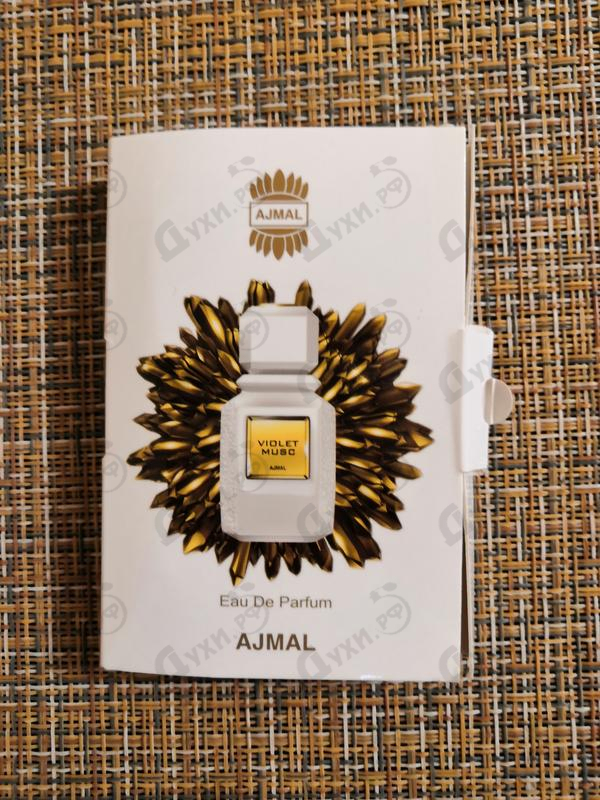 AJMAL
VIOLET
MUSC
AJMAL
Eau De Parfum
AJMAL
Духи.рф